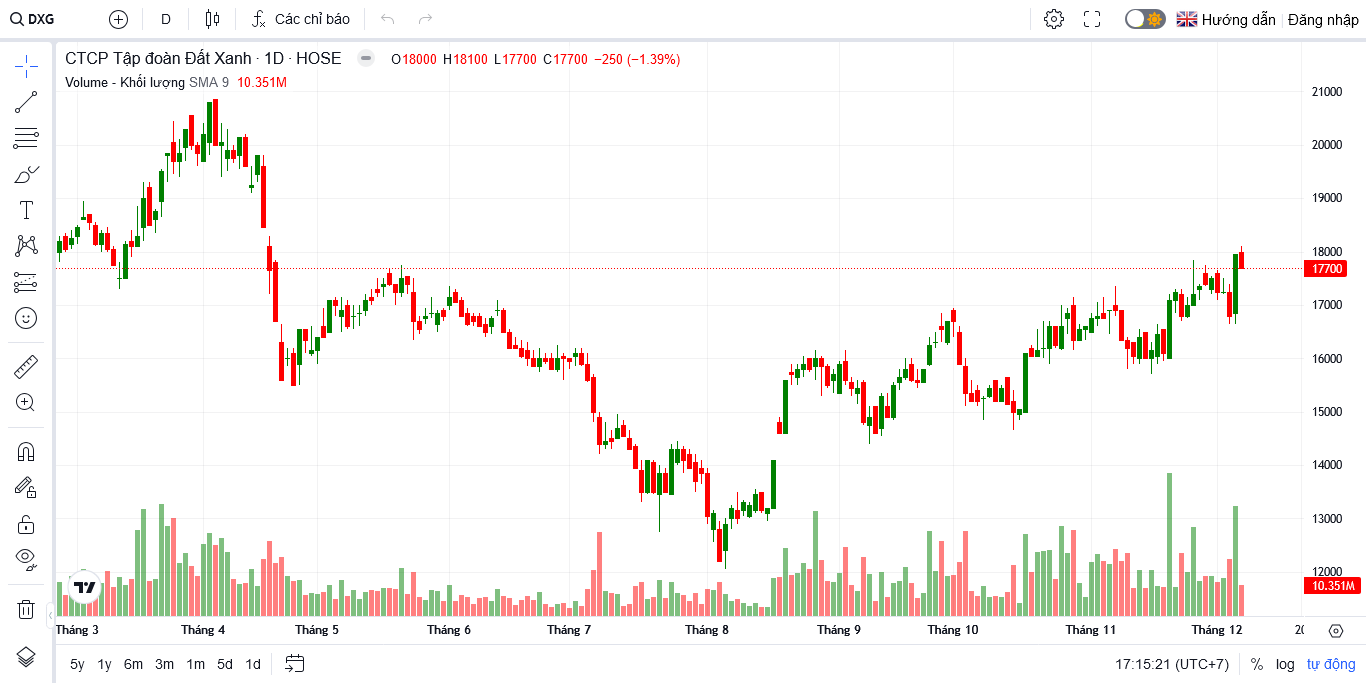 DXG D Các chỉ báo Hướng dẫn Đăng nhập
CTCP Tập đoàn Đất Xanh · 1D · HOSE O18000 H18100 L17700 C17700 −250 (−1.39%)
Volume - Khối lượng SMA 9 10.351M
21000
20000
19000
18000
17700
17000
16000
15000
14000
13000
12000
10.351M
Tháng 3 Tháng 4 Tháng 5 Tháng 6 Tháng 7 Tháng 8 Tháng 9 Tháng 10 Tháng 11 Tháng 12
5y 1y 6m 3m 1m 5d 1d 17:15:21 (UTC+7) % log tự động